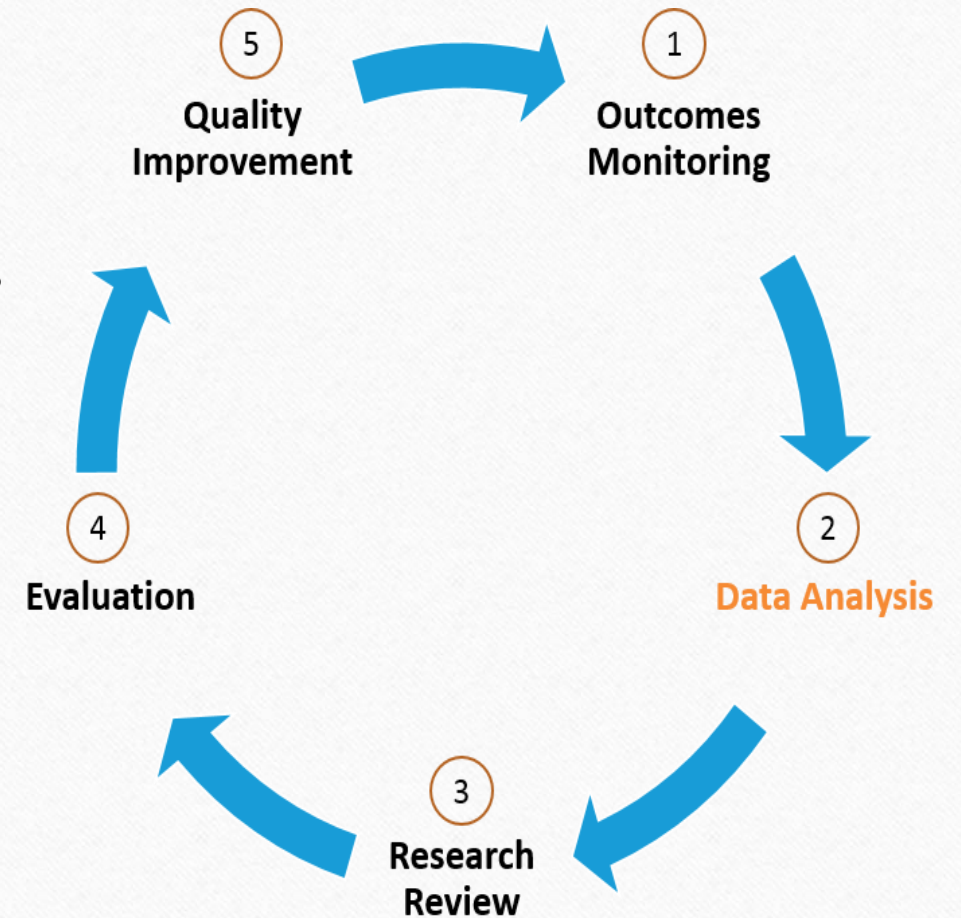 5
Quality
Improvement
1
Outcomes
Monitoring
2
Data Analysis
3
Research
Review
4
Evaluation